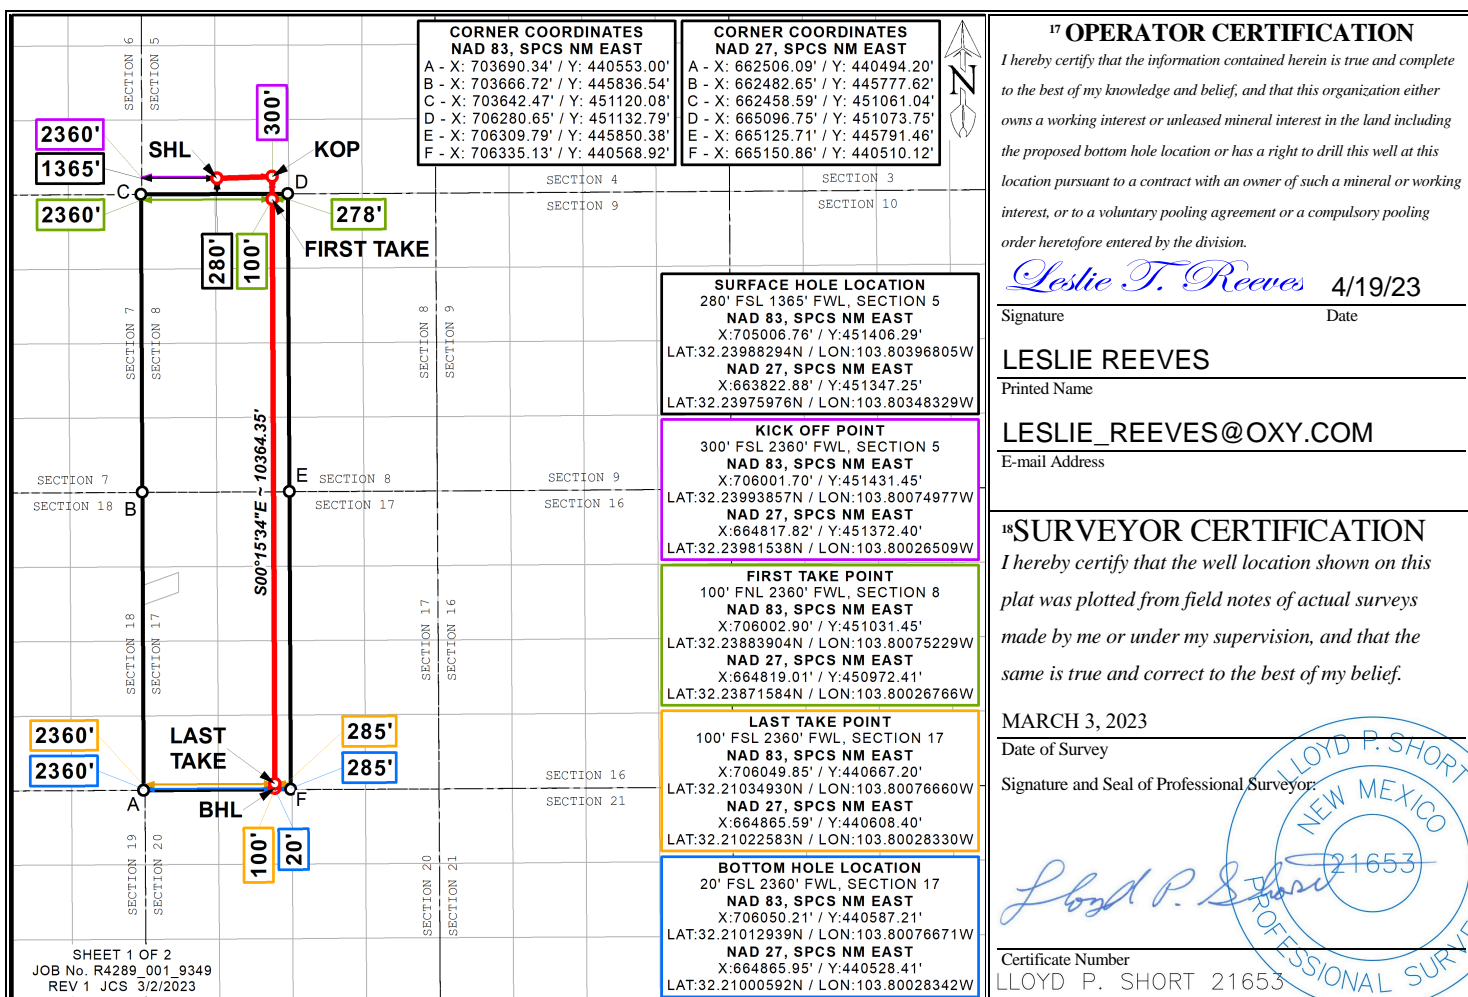 CORNER COORDINATES
NAD 83, SPCS NM EAST
A - X: 703690.34' / Y: 440553.00'
B - X: 703666.72' / Y: 445836.54'
C - X: 703642.47' / Y: 451120.08'
D - X: 706280.65' / Y: 451132.79'
E - X: 706309.79' / Y: 445850.38'
F - X: 706335.13' / Y: 440568.92'
CORNER COORDINATES
NAD 27, SPCS NM EAST
A - X: 662506.09' / Y: 440494.20'
B - X: 662482.65' / Y: 445777.62'
C - X: 662458.59' / Y: 451061.04'
D - X: 665096.75' / Y: 451073.75'
E - X: 665125.71' / Y: 445791.46'
F - X: 665150.86' / Y: 440510.12'
N
SECTION 6
SECTION 5
2360'
1365'
SHL
300'
KOP
C
D
2360'
280'
100'
278'
FIRST TAKE
SECTION 4
SECTION 9
SECTION 3
SECTION 10
SECTION 7
SECTION 8
SECTION 8
SECTION 9
S00°15'34"E ~ 10364.35'
SECTION 7
SECTION 18
B
E
SECTION 8
SECTION 17
SECTION 9
SECTION 16
SECTION 18
SECTION 17
SECTION 17
SECTION 16
2360'
2360'
LAST
TAKE
285'
285'
A
BHL
F
100'
20'
SECTION 16
SECTION 21
SECTION 19
SECTION 20
SECTION 20
SECTION 21
SHEET 1 OF 2
JOB No. R4289_001_9349
REV 1 JCS 3/2/2023
SURFACE HOLE LOCATION
280' FSL 1365' FWL, SECTION 5
NAD 83, SPCS NM EAST
X:705006.76' / Y:451406.29'
LAT:32.23988294N / LON:103.80396805W
NAD 27, SPCS NM EAST
X:663822.88' / Y:451347.25'
LAT:32.23975976N / LON:103.80348329W
KICK OFF POINT
300' FSL 2360' FWL, SECTION 5
NAD 83, SPCS NM EAST
X:706001.70' / Y:451431.45'
LAT:32.23993857N / LON:103.80074977W
NAD 27, SPCS NM EAST
X:664817.82' / Y:451372.40'
LAT:32.23981538N / LON:103.80026509W
FIRST TAKE POINT
100' FNL 2360' FWL, SECTION 8
NAD 83, SPCS NM EAST
X:706002.90' / Y:451031.45'
LAT:32.23883904N / LON:103.80075229W
NAD 27, SPCS NM EAST
X:664819.01' / Y:450972.41'
LAT:32.23871584N / LON:103.80026766W
LAST TAKE POINT
100' FSL 2360' FWL, SECTION 17
NAD 83, SPCS NM EAST
X:706049.85' / Y:440667.20'
LAT:32.21034930N / LON:103.80076660W
NAD 27, SPCS NM EAST
X:664865.59' / Y:440608.40'
LAT:32.21022583N / LON:103.80028330W
BOTTOM HOLE LOCATION
20' FSL 2360' FWL, SECTION 17
NAD 83, SPCS NM EAST
X:706050.21' / Y:440587.21'
LAT:32.21012939N / LON:103.80076671W
NAD 27, SPCS NM EAST
X:664865.95' / Y:440528.41'
LAT:32.21000592N / LON:103.80028342W
17 OPERATOR CERTIFICATION
I hereby certify that the information contained herein is true and complete
to the best of my knowledge and belief, and that this organization either
owns a working interest or unleased mineral interest in the land including
the proposed bottom hole location or has a right to drill this well at this
location pursuant to a contract with an owner of such a mineral or working
interest, or to a voluntary pooling agreement or a compulsory pooling
order heretofore entered by the division.
Leslie T. Reeves 4/19/23
Signature Date
LESLIE REEVES
Printed Name
LESLIE_REEVES@OXY.COM
E-mail Address
18SURVEYOR CERTIFICATION
I hereby certify that the well location shown on this
plat was plotted from field notes of actual surveys
made by me or under my supervision, and that the
same is true and correct to the best of my belief.
MARCH 3, 2023
Date of Survey
Signature and Seal of Professional Surveyor:
LLOYD P. SHORT
NEW MEXICO
21653
PROFESSIONAL SURVE
Lloyd P. Short
Certificate Number
LLOYD P. SHORT 21653